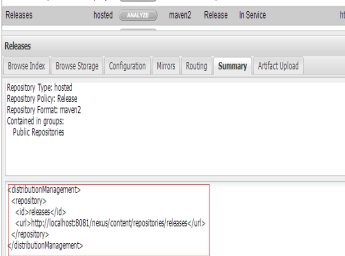 Releases hosted ANALYZE maven2 Release In Service
Releases
Browse Index Browse Storage Configuration Mirrors Routing Summary Artifact Upload
Repository Type: hosted
Repository Policy: Release
Repository Format: maven2
Contained in groups:
Public Repositories
<distributionManagement>
<repository>
<id>releases</id>
<url>http://localhost:8081/nexus/content/repositories/releases</url>
</repository>
</distributionManagement>